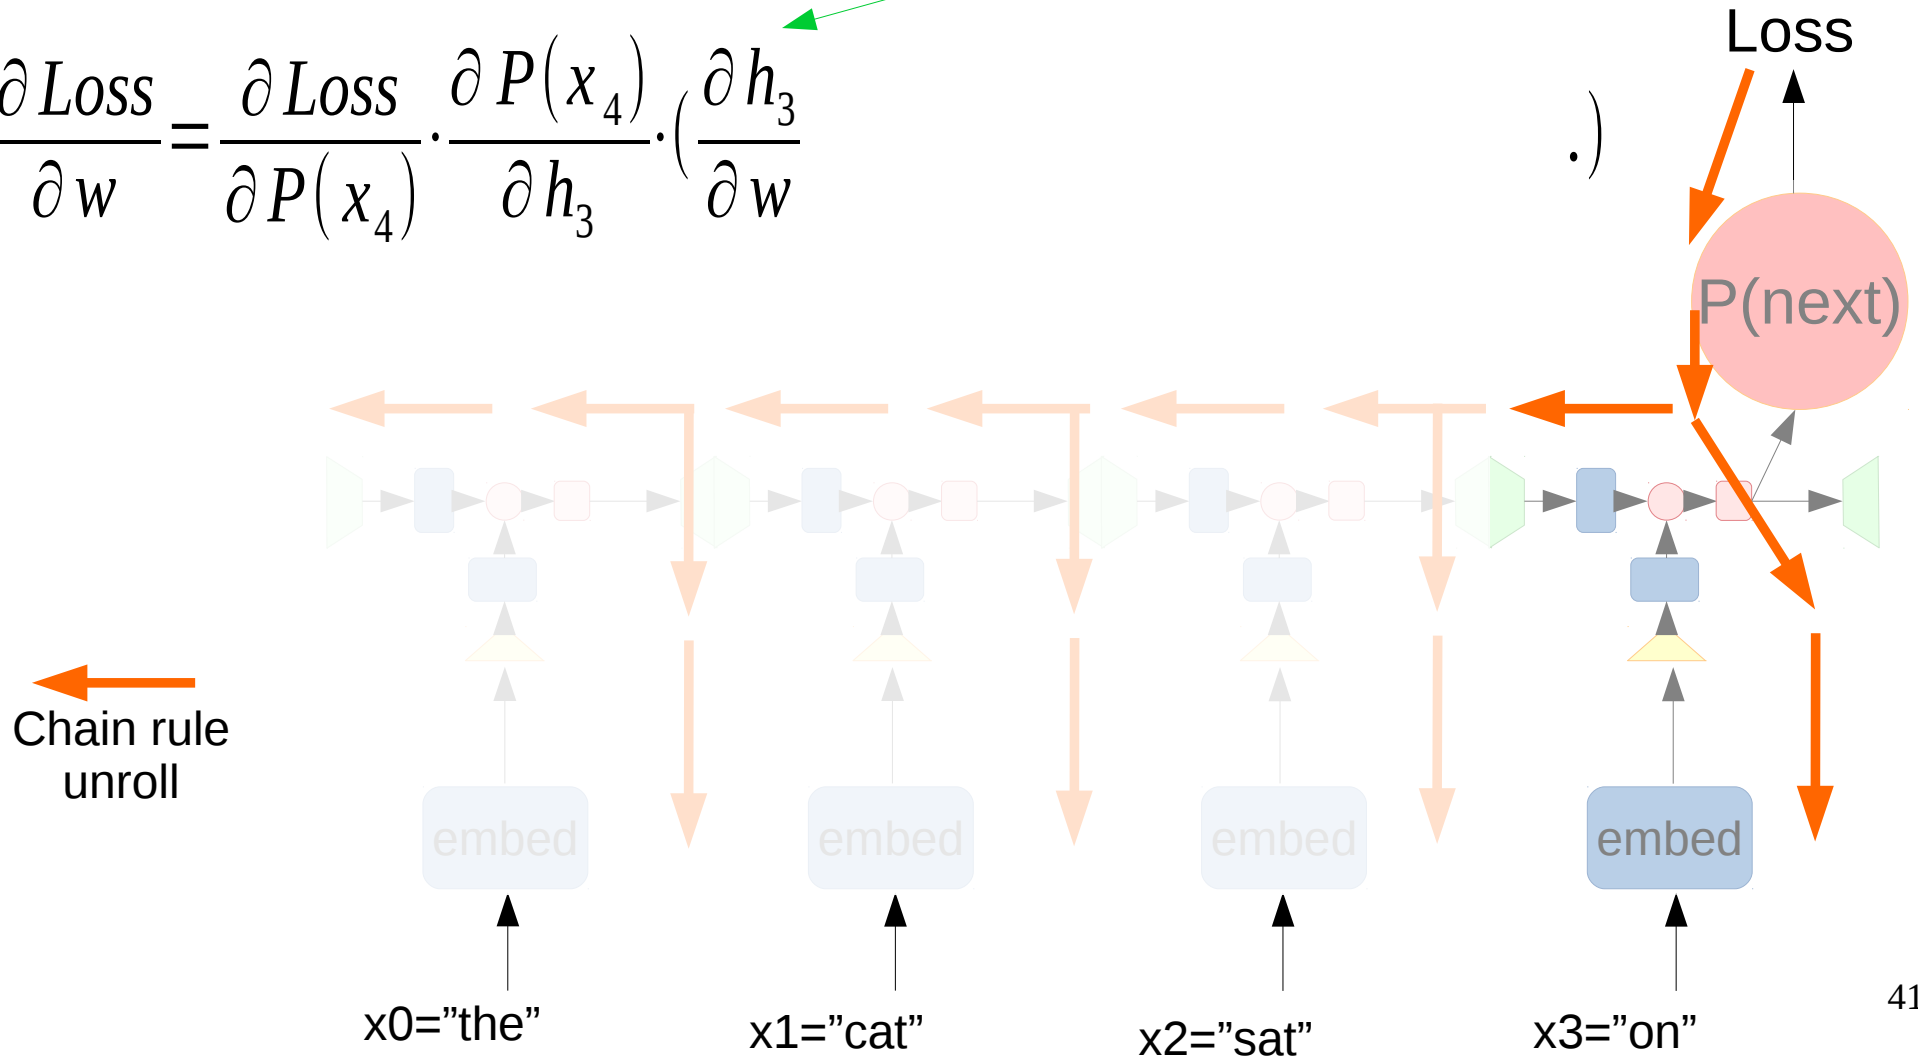 Loss
∂Loss/∂w = ∂Loss/∂P(x₄) · ∂P(x₄)/∂h₃ · (∂h₃/∂w .)
P(next)
Chain rule
unroll
embed embed embed embed
x0=”the” x1=”cat” x2=”sat” x3=”on”
41